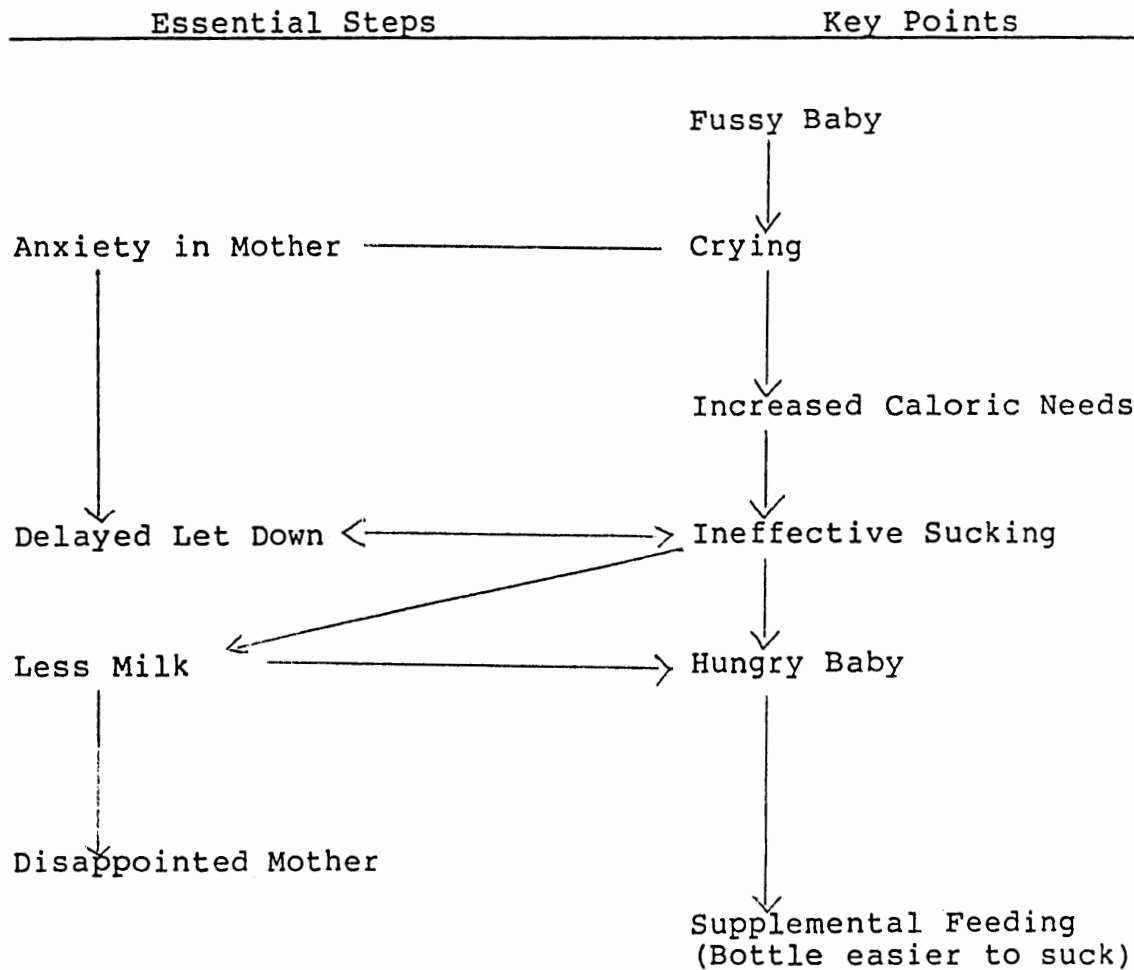 Essential Steps Key Points
Fussy Baby
Anxiety in Mother Crying
Increased Caloric Needs
Delayed Let Down Ineffective Sucking
Less Milk Hungry Baby
Disappointed Mother
Supplemental Feeding
(Bottle easier to suck)